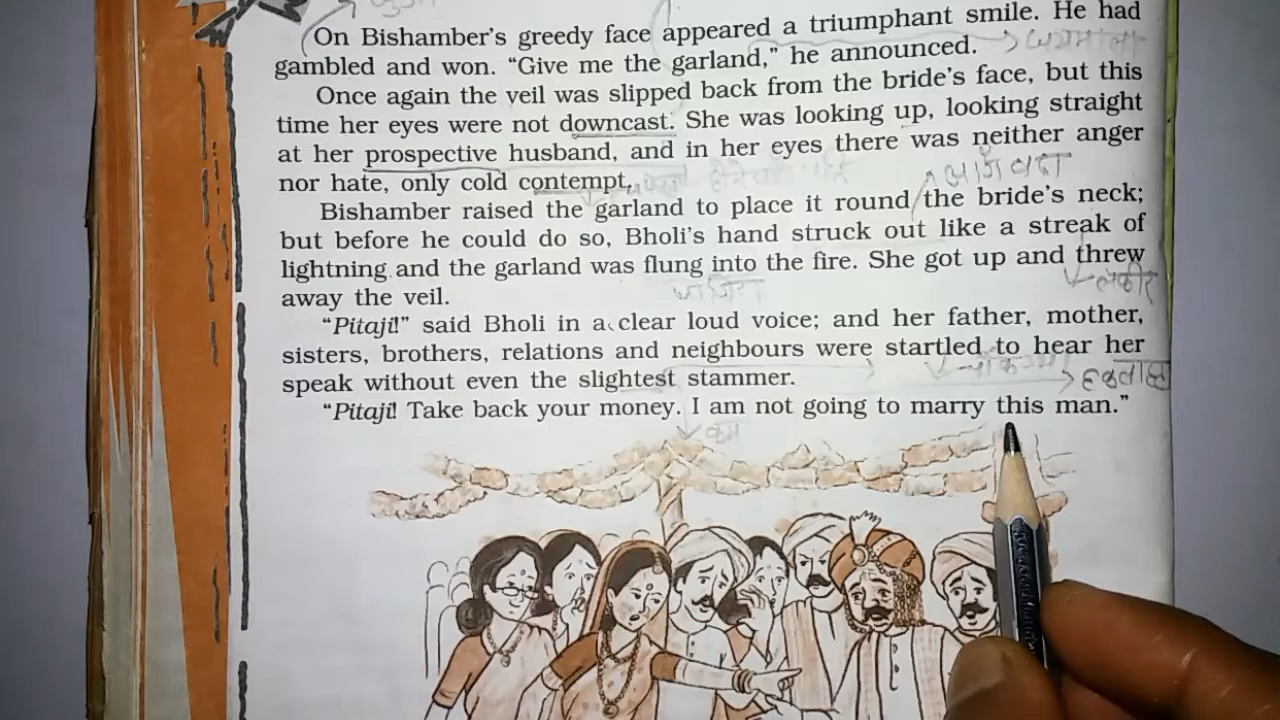 On Bishamber's greedy face appeared a triumphant smile. He had
gambled and won. “Give me the garland,” he announced.
Once again the veil was slipped back from the bride's face, but this
time her eyes were not downcast. She was looking up, looking straight
at her prospective husband, and in her eyes there was neither anger
nor hate, only cold contempt.
Bishamber raised the garland to place it round the bride's neck;
but before he could do so, Bholi's hand struck out like a streak of
lightning and the garland was flung into the fire. She got up and threw
लकीर
away the veil.
“Pitaji!” said Bholi in a clear loud voice; and her father, mother,
sisters, brothers, relations and neighbours were startled to hear her
speak without even the slightest stammer.
“Pitaji! Take back your money. I am not going to marry this man.”
कम